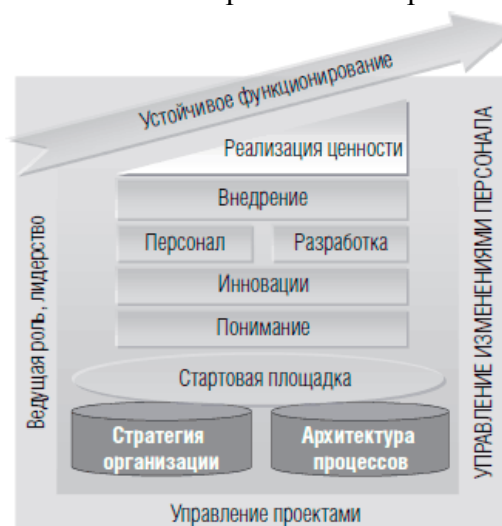 Устойчивое функционирование
Реализация ценности
Внедрение
Персонал
Разработка
Инновации
Понимание
Стартовая площадка
Стратегия
организации
Архитектура
процессов
Ведущая роль, лидерство
УПРАВЛЕНИЕ ИЗМЕНЕНИЯМИ ПЕРСОНАЛА
Управление проектами